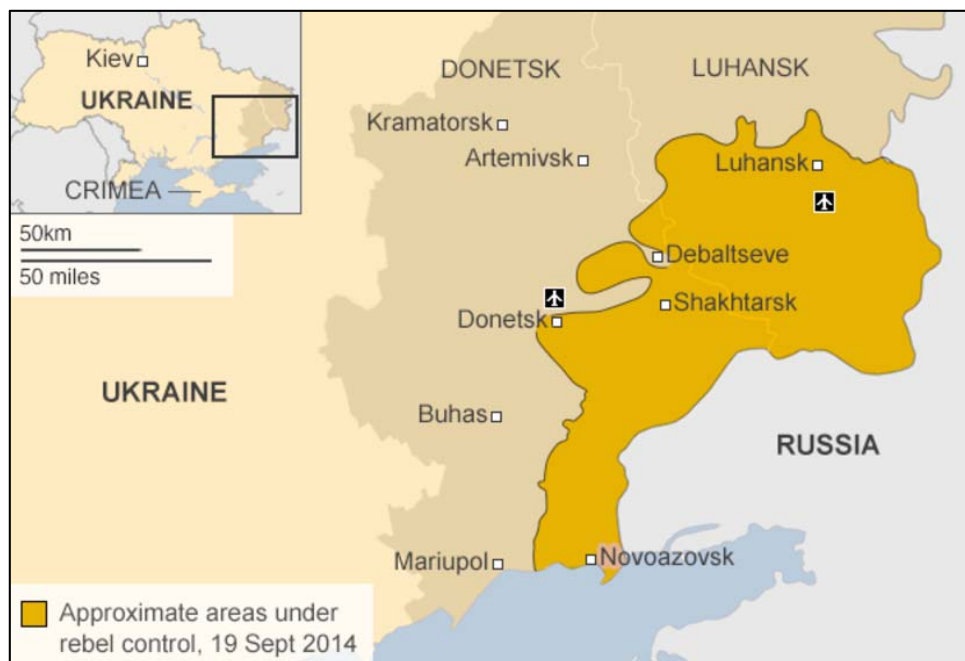 Kiev
UKRAINE
CRIMEA
50km
50 miles
DONETSK
LUHANSK
Kramatorsk
Artemivsk
Luhansk
Debaltseve
Shakhtarsk
Donetsk
UKRAINE
Buhas
RUSSIA
Mariupol
Novoazovsk
Approximate areas under
rebel control, 19 Sept 2014